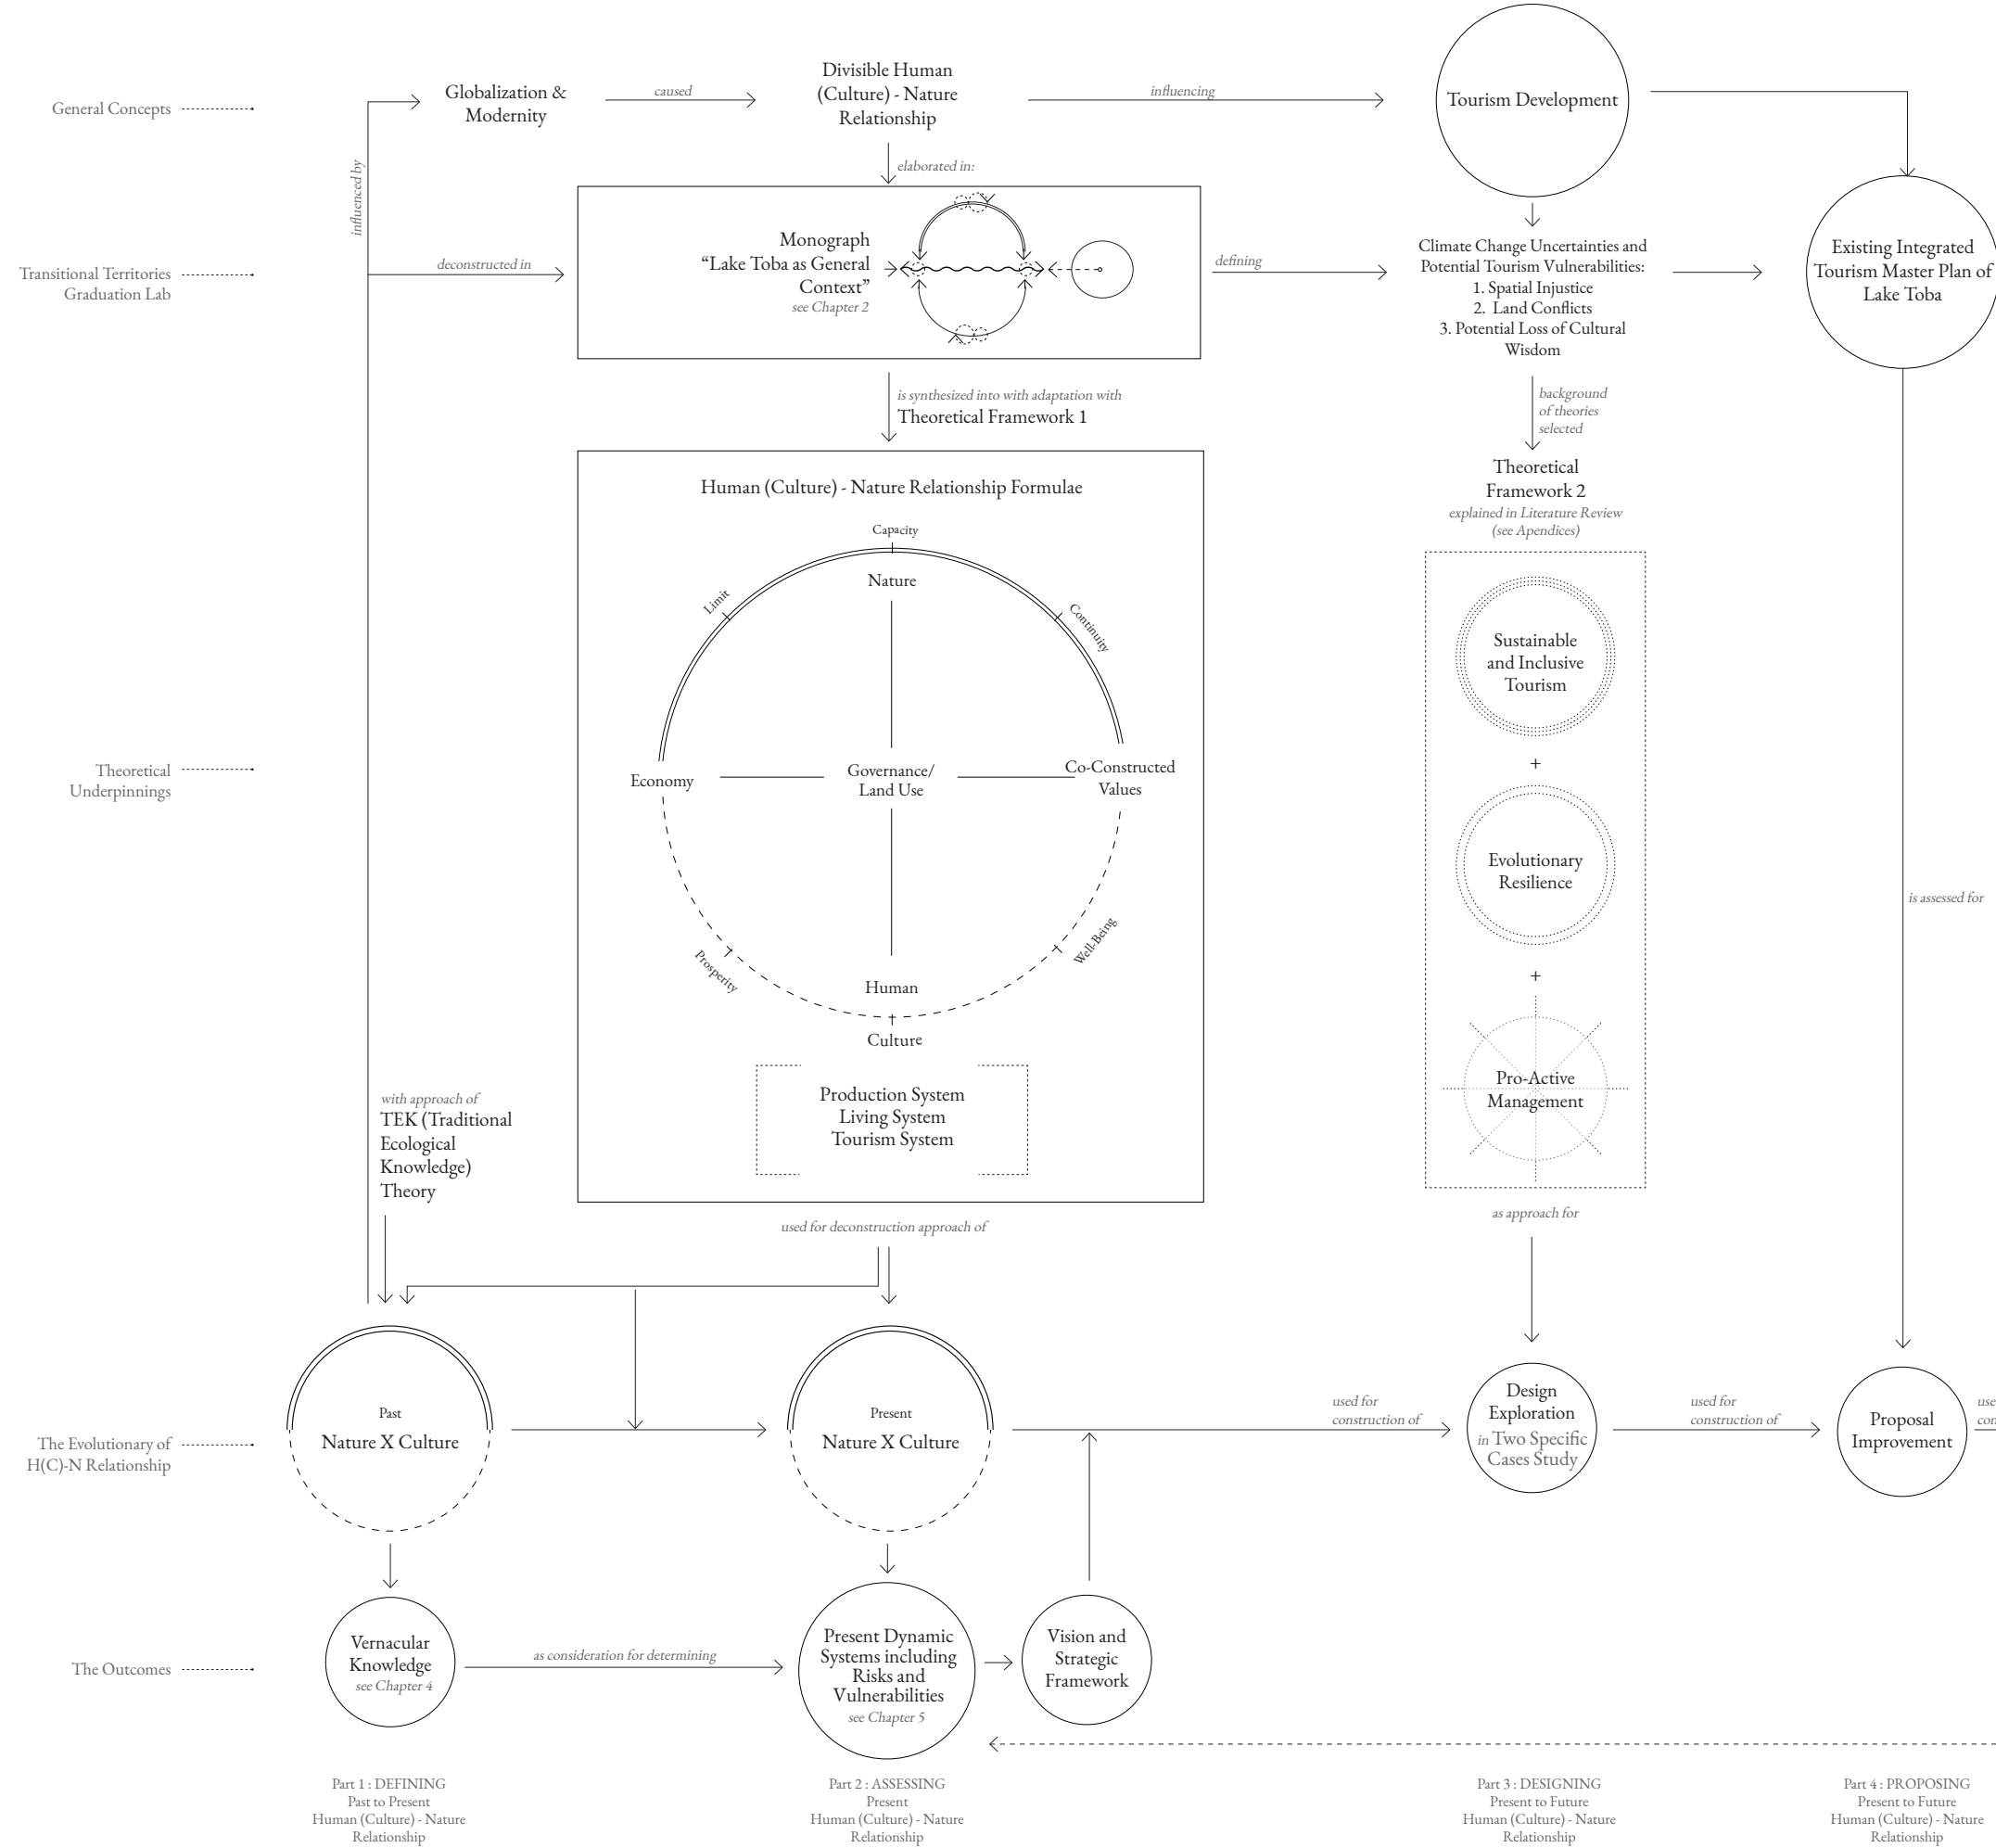 General Concepts
Globalization &
Modernity
caused
Divisible Human
(Culture) - Nature
Relationship
influencing
Tourism Development
influenced by
elaborated in:
Transitional Territories
Graduation Lab
deconstructed in
Monograph
“Lake Toba as General
Context”
see Chapter 2
defining
Climate Change Uncertainties and
Potential Tourism Vulnerabilities:
1. Spatial Injustice
2. Land Conflicts
3. Potential Loss of Cultural
Wisdom
Existing Integrated
Tourism Master Plan of
Lake Toba
is synthesized into with adaptation with
Theoretical Framework 1
background
of theories
selected
Theoretical
Framework 2
explained in Literature Review
(see Apendices)
Human (Culture) - Nature Relationship Formulae
Capacity
Nature
Limit
Continuity
Theoretical
Underpinnings
Economy
Governance/
Land Use
Co-Constructed
Values
Prosperity
Well-Being
Human
Culture
Production System
Living System
Tourism System
Sustainable
and Inclusive
Tourism
+
Evolutionary
Resilience
+
Pro-Active
Management
is assessed for
with approach of
TEK (Traditional
Ecological
Knowledge)
Theory
used for deconstruction approach of
as approach for
The Evolutionary of
H(C)-N Relationship
Past
Nature X Culture
Present
Nature X Culture
used for
construction of
Design
Exploration
in Two Specific
Cases Study
used for
construction of
Proposal
Improvement
The Outcomes
Vernacular
Knowledge
see Chapter 4
as consideration for determining
Present Dynamic
Systems including
Risks and
Vulnerabilities
see Chapter 5
Vision and
Strategic
Framework
Part 1 : DEFINING
Past to Present
Human (Culture) - Nature
Relationship
Part 2 : ASSESSING
Present
Human (Culture) - Nature
Relationship
Part 3 : DESIGNING
Present to Future
Human (Culture) - Nature
Relationship
Part 4 : PROPOSING
Present to Future
Human (Culture) - Nature
Relationship